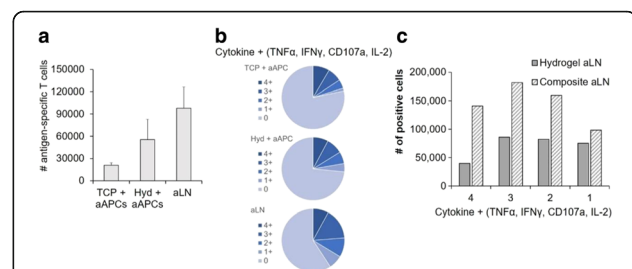 a
150000
120000
90000
60000
30000
0
# antigen-specific T cells
TCP + aAPCs
Hyd + aAPCs
aLN
b
Cytokine + (TNFα, IFNγ, CD107a, IL-2)
TCP + aAPC
4+
3+
2+
1+
0
Hyd + aAPC
4+
3+
2+
1+
0
aLN
4+
3+
2+
1+
0
c
Hydrogel aLN
Composite aLN
200,000
150,000
100,000
50,000
0
# of positive cells
4 3 2 1
Cytokine + (TNFα, IFNγ, CD107a, IL-2)